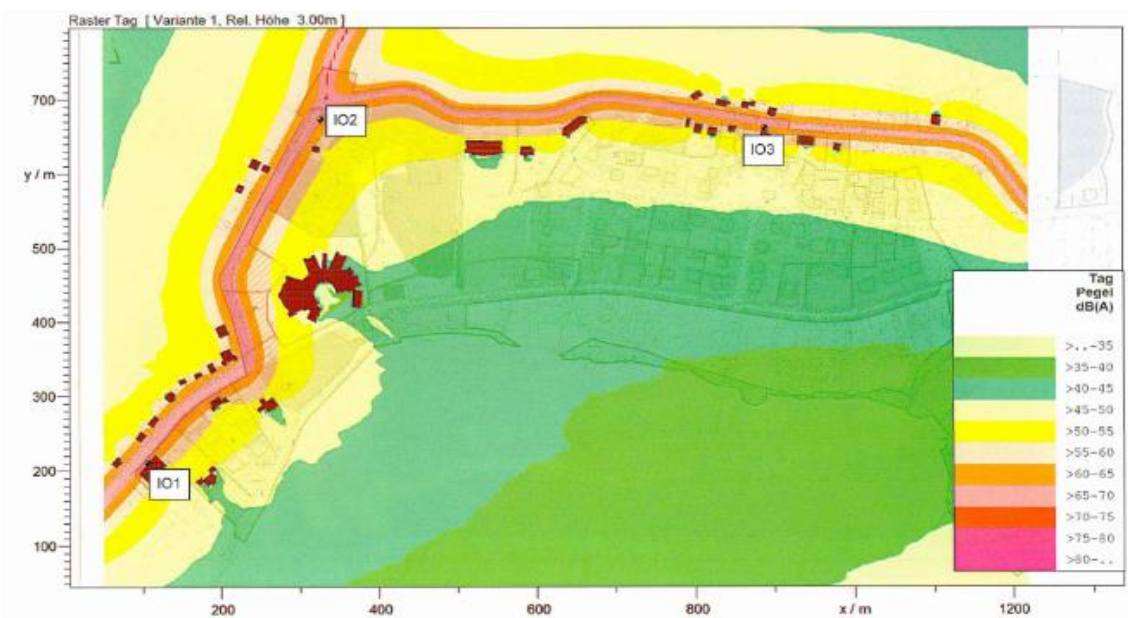 Raster Tag [ Variante 1, Rel. Höhe 3.00m ]
700
IO2
IO3
y / m
500
400
300
200
100
IO1
Tag
Pegel
dB(A)
>..-35
>35-40
>40-45
>45-50
>50-55
>55-60
>60-65
>65-70
>70-75
>75-80
>80-..
200
400
600
800
x / m
1200